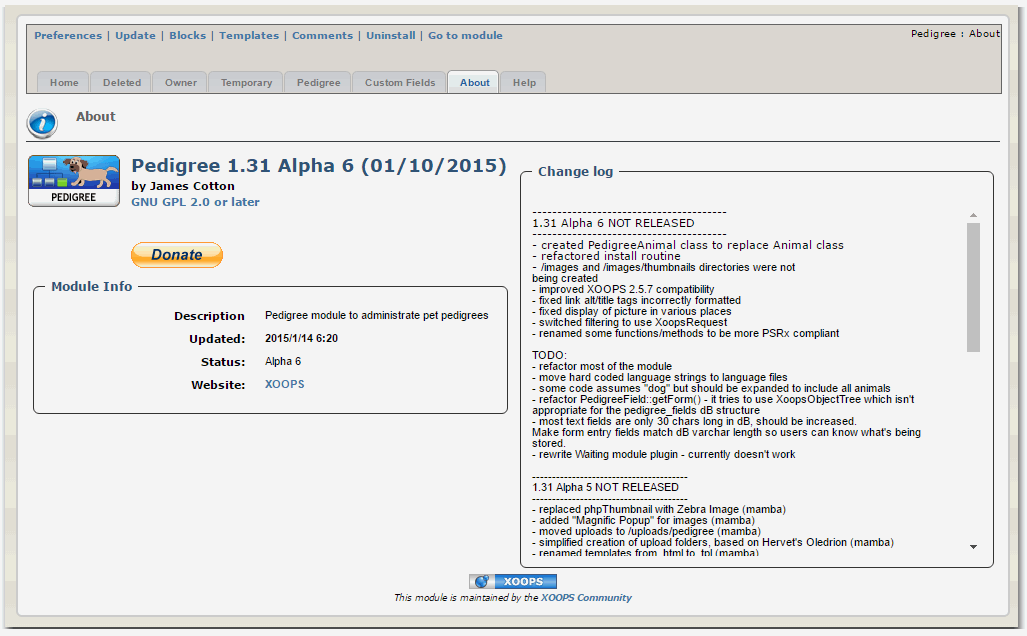 Preferences | Update | Blocks | Templates | Comments | Uninstall | Go to module
Pedigree : About
Home Deleted Owner Temporary Pedigree Custom Fields About Help
About
PEDIGREE
Pedigree 1.31 Alpha 6 (01/10/2015)
by James Cotton
GNU GPL 2.0 or later
Donate
Module Info
Description Pedigree module to administrate pet pedigrees
Updated: 2015/1/14 6:20
Status: Alpha 6
Website: XOOPS
Change log
---------------------------------------
1.31 Alpha 6 NOT RELEASED
---------------------------------------
- created PedigreeAnimal class to replace Animal class
- refactored install routine
- /images and /images/thumbnails directories were not
being created
- improved XOOPS 2.5.7 compatibility
- fixed link alt/title tags incorrectly formatted
- fixed display of picture in various places
- switched filtering to use XoopsRequest
- renamed some functions/methods to be more PSRx compliant
TODO:
- refactor most of the module
- move hard coded language strings to language files
- some code assumes "dog" but should be expanded to include all animals
- refactor PedigreeField::getForm() - it tries to use XoopsObjectTree which isn't
appropriate for the pedigree_fields dB structure
- most text fields are only 30 chars long in dB, should be increased.
Make form entry fields match dB varchar length so users can know what's being
stored.
- rewrite Waiting module plugin - currently doesn't work
---------------------------------------
1.31 Alpha 5 NOT RELEASED
---------------------------------------
- replaced phpThumbnail with Zebra Image (mamba)
- added "Magnific Popup" for images (mamba)
- moved uploads to /uploads/pedigree (mamba)
- simplified creation of upload folders, based on Hervet's Oledrion (mamba)
- renamed templates from .html to .tpl (mamba)
XOOPS
This module is maintained by the XOOPS Community